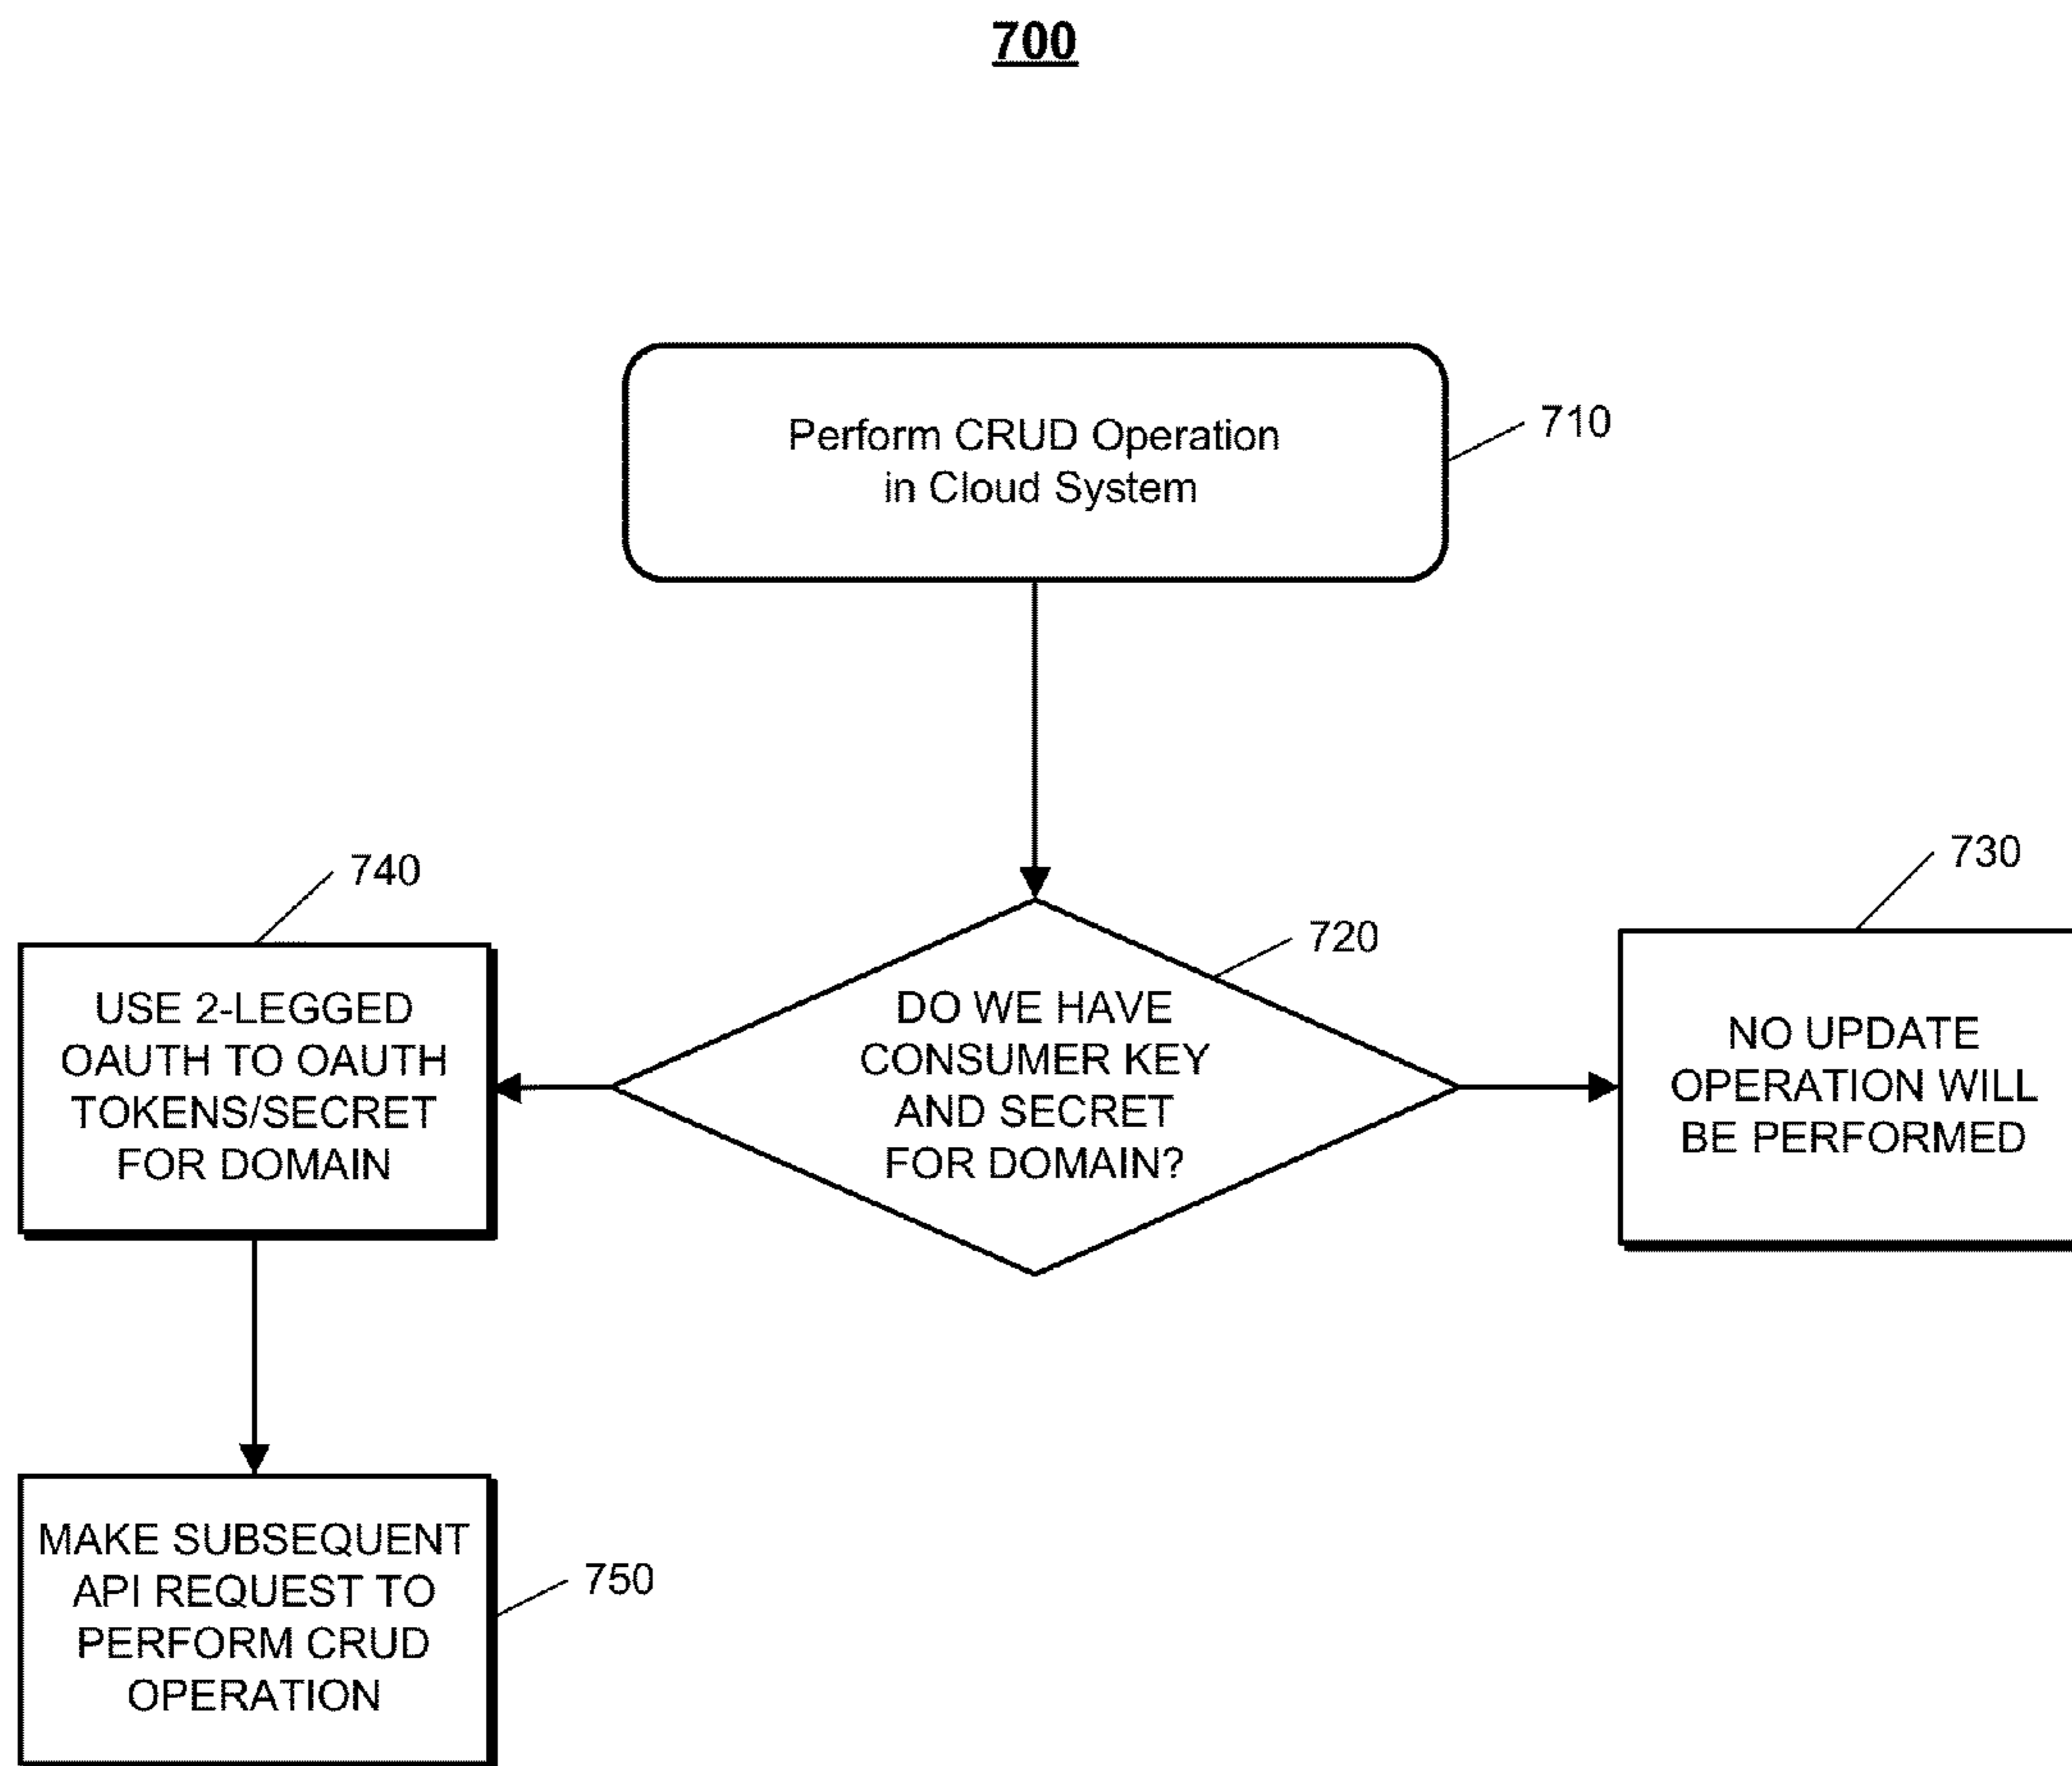 700
Perform CRUD Operation
in Cloud System
710
740
720
730
USE 2-LEGGED
OAUTH TO OAUTH
TOKENS/SECRET
FOR DOMAIN
DO WE HAVE
CONSUMER KEY
AND SECRET
FOR DOMAIN?
NO UPDATE
OPERATION WILL
BE PERFORMED
MAKE SUBSEQUENT
API REQUEST TO
PERFORM CRUD
OPERATION
750